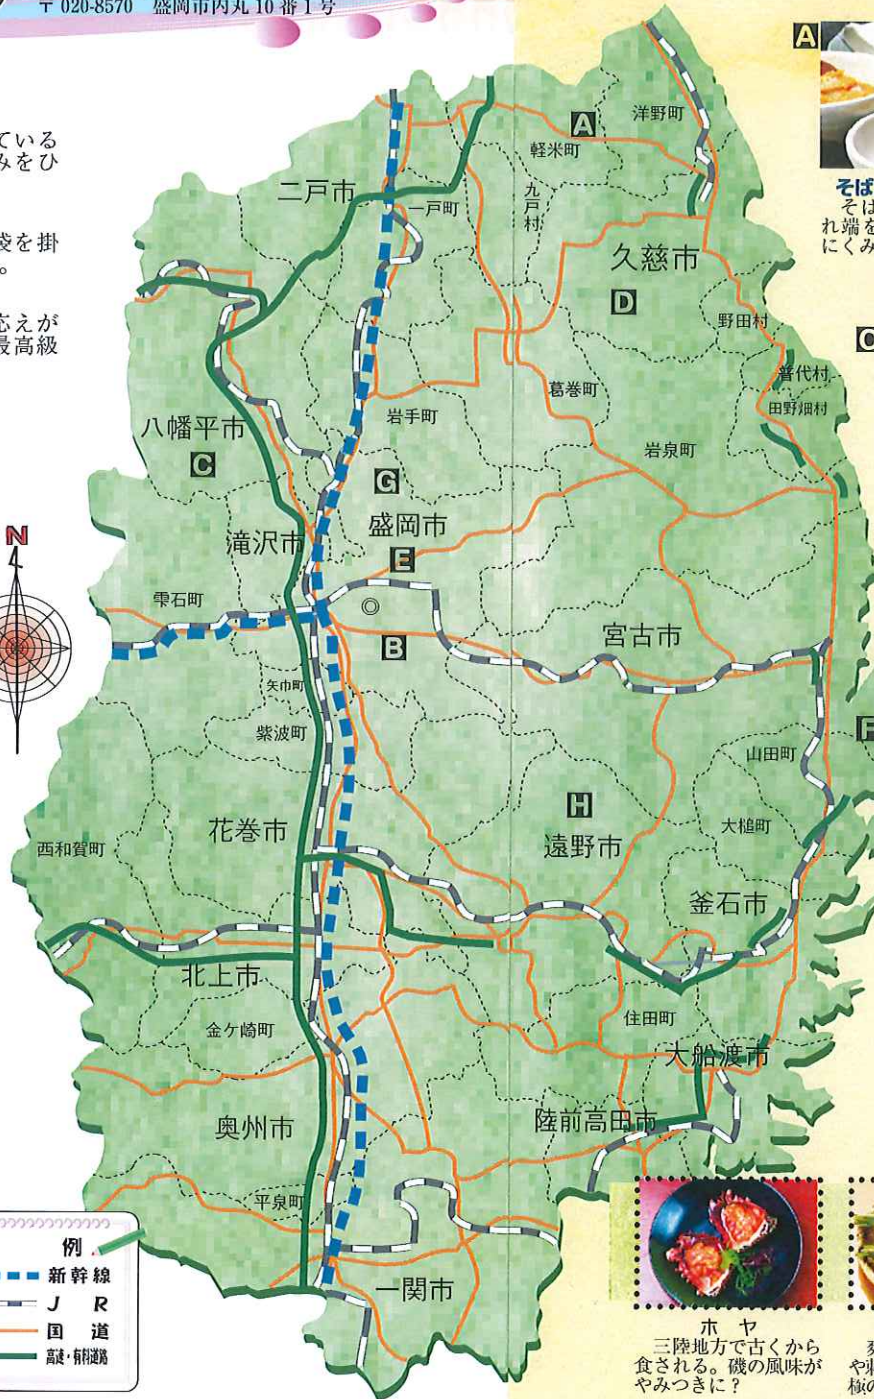 〒020-8570 盛岡市内丸10番1号
ている
みをひ
袋を掛
。
応えが
最高級
A
そば
そは
れ端を
にくみ
C
F
N
洋野町
A
軽米町
二戸市
一戸町
九戸村
久慈市
D
野田村
普代村
田野畑村
葛巻町
岩手町
岩泉町
八幡平市
C
G
盛岡市
滝沢市
E
雫石町
◎
宮古市
B
矢巾町
紫波町
山田町
H
花巻市
大槌町
遠野市
西和賀町
釜石市
北上市
住田町
金ケ崎町
大船渡市
奥州市
陸前高田市
平泉町
一関市
例
新幹線
JR
国道
高速・有料道路
ホヤ
三陸地方で古くから
食される。磯の風味が
やみつきに?
や
極の